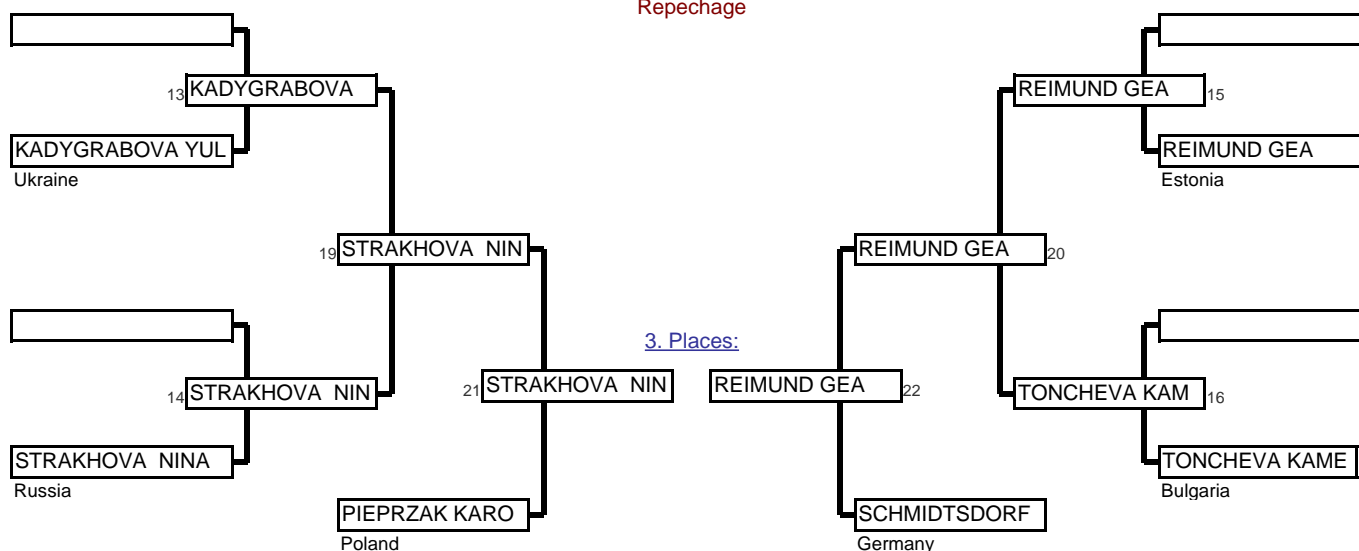 Repechage
13 KADYGRABOVA
REIMUND GEA 15
KADYGRABOVA YUL
REIMUND GEA
Ukraine
Estonia
19 STRAKHOVA NIN
REIMUND GEA 20
3. Places:
14 STRAKHOVA NIN
21 STRAKHOVA NIN
REIMUND GEA 22
TONCHEVA KAM 16
STRAKHOVA NINA
TONCHEVA KAME
Russia
Bulgaria
PIEPRZAK KARO
SCHMIDTSDORF
Poland
Germany